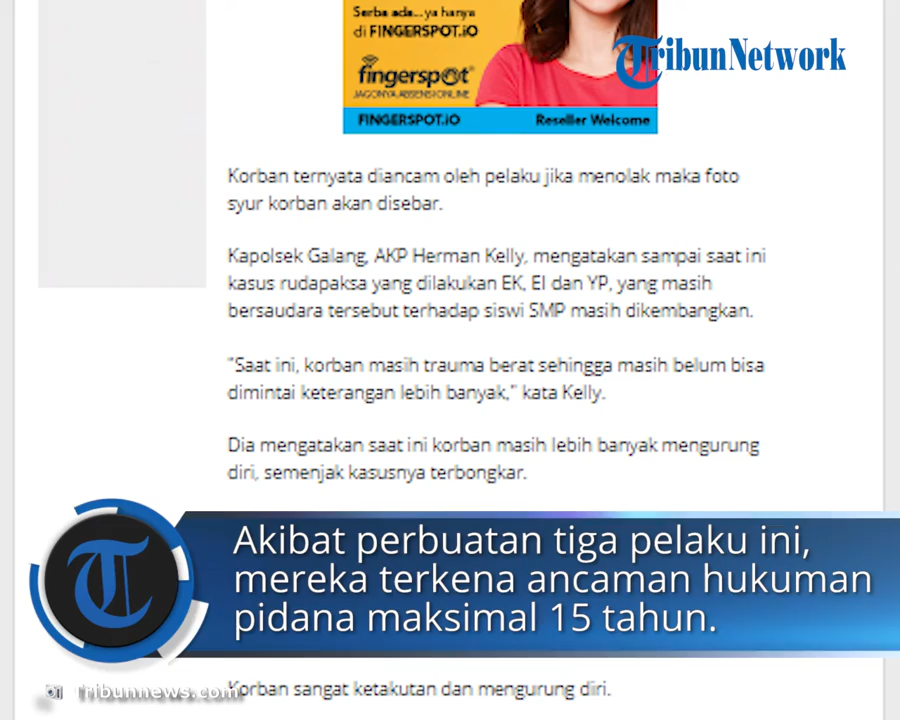 Serba ada...ya hanya
di FINGERSPOT.iO
TribunNetwork
fingerspot
JAGONYA ABSENSI ONLINE
FINGERSPOT.iO Reseller Welcome
Korban ternyata diancam oleh pelaku jika menolak maka foto
syur korban akan disebar.
Kapolsek Galang, AKP Herman Kelly, mengatakan sampai saat ini
kasus rudapaksa yang dilakukan EK, EI dan YP, yang masih
bersaudara tersebut terhadap siswi SMP masih dikembangkan.
"Saat ini, korban masih trauma berat sehingga masih belum bisa
dimintai keterangan lebih banyak," kata Kelly.
Dia mengatakan saat ini korban masih lebih banyak mengurung
diri, semenjak kasusnya terbongkar.
Akibat perbuatan tiga pelaku ini,
mereka terkena ancaman hukuman
pidana maksimal 15 tahun.
T
Tribunnews.com
Korban sangat ketakutan dan mengurung diri.